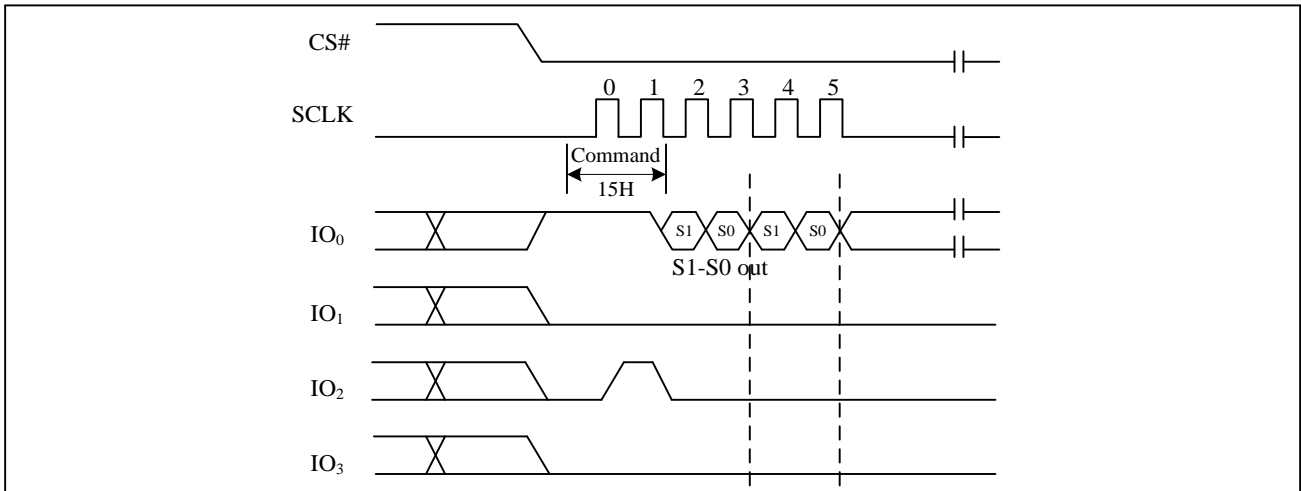 CS#
0 1 2 3 4 5
SCLK
Command
15H
IO0
S1 S0 S1 S0
S1-S0 out
IO1
IO2
IO3